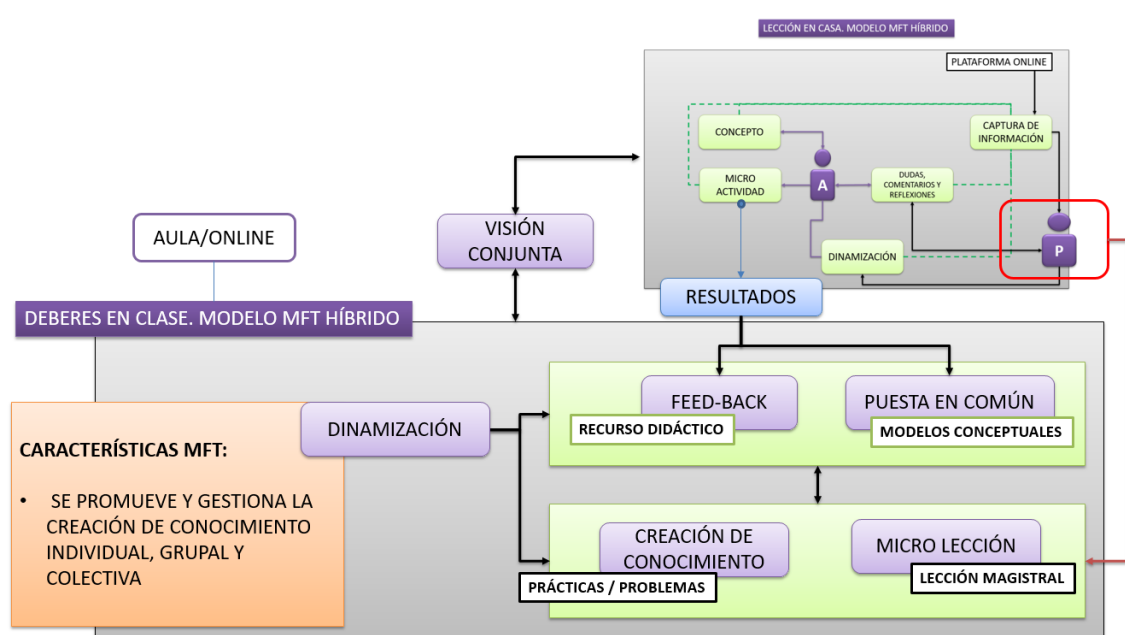 LECCIÓN EN CASA. MODELO MFT HÍBRIDO
PLATAFORMA ONLINE
CONCEPTO
CAPTURA DE
INFORMACIÓN
MICRO
ACTIVIDAD
A
DUDAS,
COMENTARIOS Y
REFLEXIONES
P
DINAMIZACIÓN
VISIÓN
CONJUNTA
AULA/ONLINE
RESULTADOS
DEBERES EN CLASE. MODELO MFT HÍBRIDO
FEED-BACK
RECURSO DIDÁCTICO
PUESTA EN COMÚN
MODELOS CONCEPTUALES
DINAMIZACIÓN
CARACTERÍSTICAS MFT:
• SE PROMUEVE Y GESTIONA LA
CREACIÓN DE CONOCIMIENTO
INDIVIDUAL, GRUPAL Y
COLECTIVA
CREACIÓN DE
CONOCIMIENTO
PRÁCTICAS / PROBLEMAS
MICRO LECCIÓN
LECCIÓN MAGISTRAL